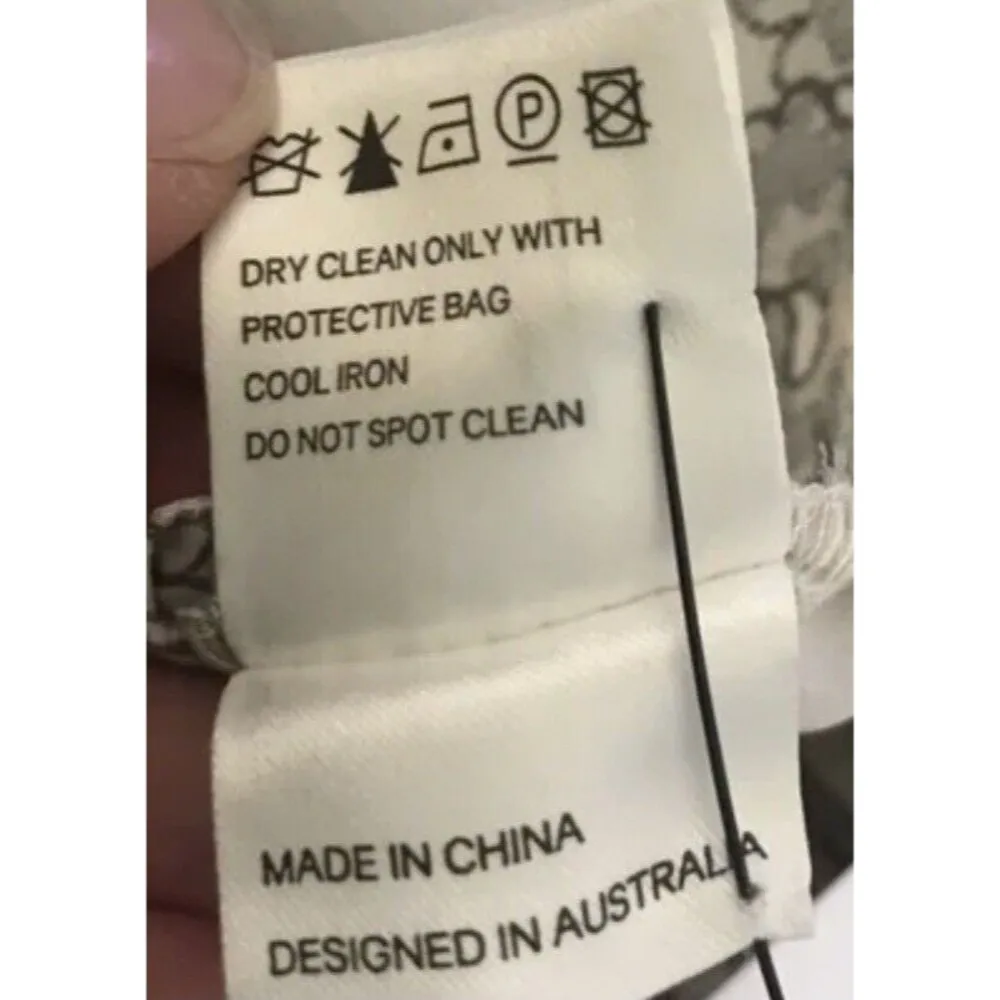 P
DRY CLEAN ONLY WITH
PROTECTIVE BAG
COOL IRON
DO NOT SPOT CLEAN
MADE IN CHINA
DESIGNED IN AUSTRALIA